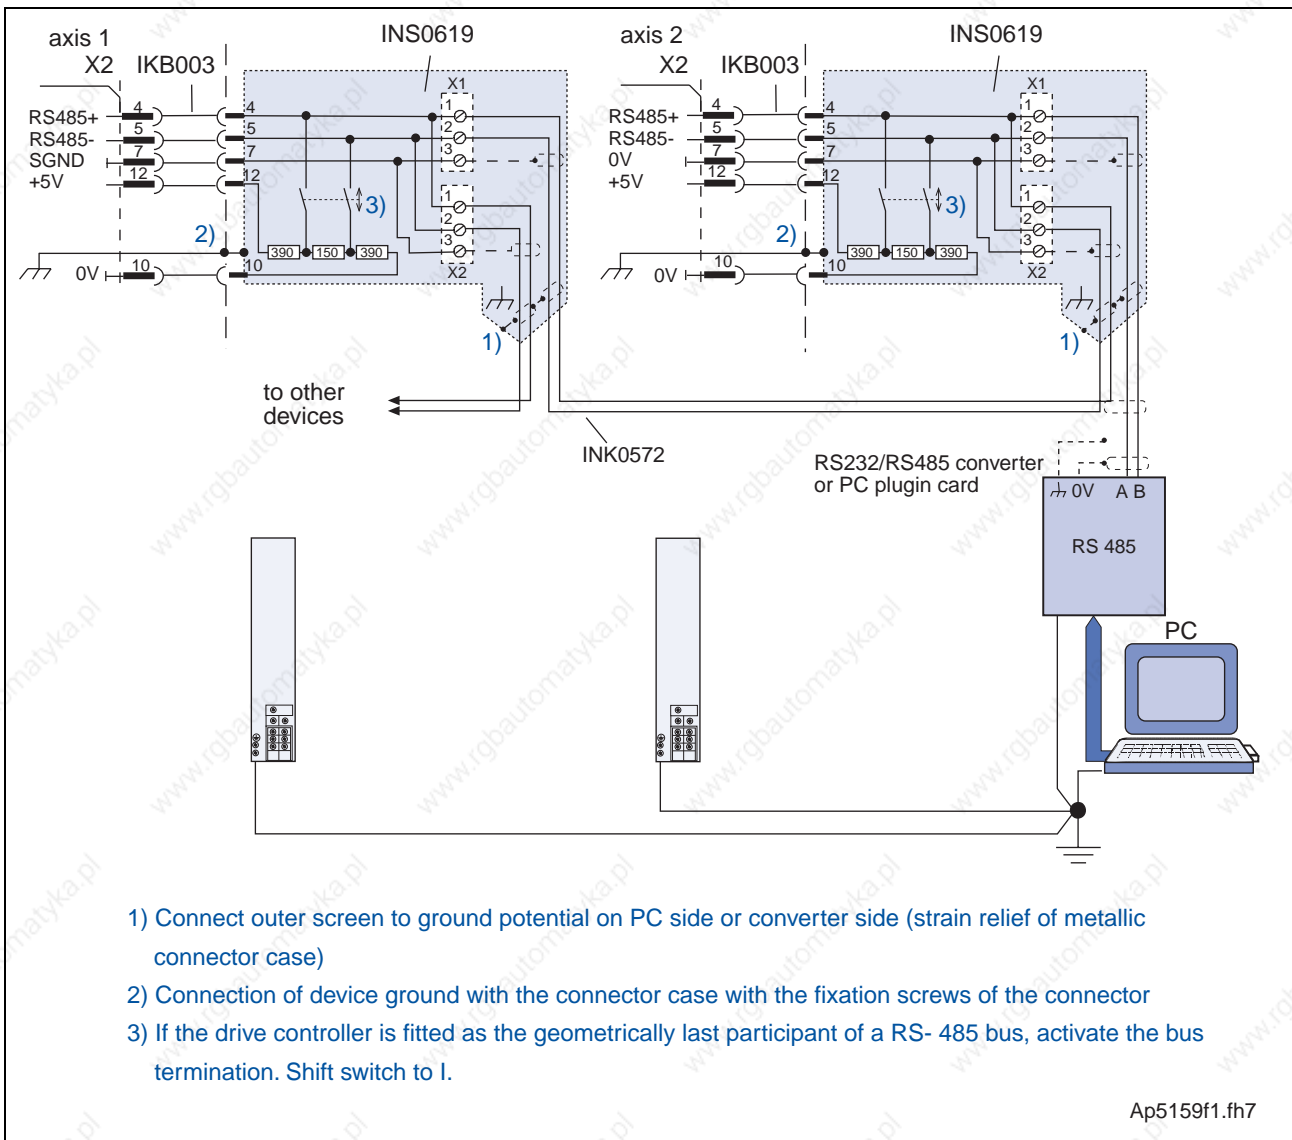 axis 1
INS0619
axis 2
INS0619
X2 IKB003
X2 IKB003
X1
X1
RS485+ 4 4 1
RS485- 5 5 2
SGND 7 7 3
+5V 12 12
1
2
3
X2
3)
2)
390 150 390
0V 10 10
1)
RS485+ 4 4 1
RS485- 5 5 2
0V 7 7 3
+5V 12 12
1
2
3
X2
3)
2)
390 150 390
0V 10 10
1)
to other
devices
INK0572
RS232/RS485 converter
or PC plugin card
0V A B
RS 485
PC
1) Connect outer screen to ground potential on PC side or converter side (strain relief of metallic
connector case)
2) Connection of device ground with the connector case with the fixation screws of the connector
3) If the drive controller is fitted as the geometrically last participant of a RS- 485 bus, activate the bus
termination. Shift switch to I.
Ap5159f1.fh7
www.rgbautomatyka.pl